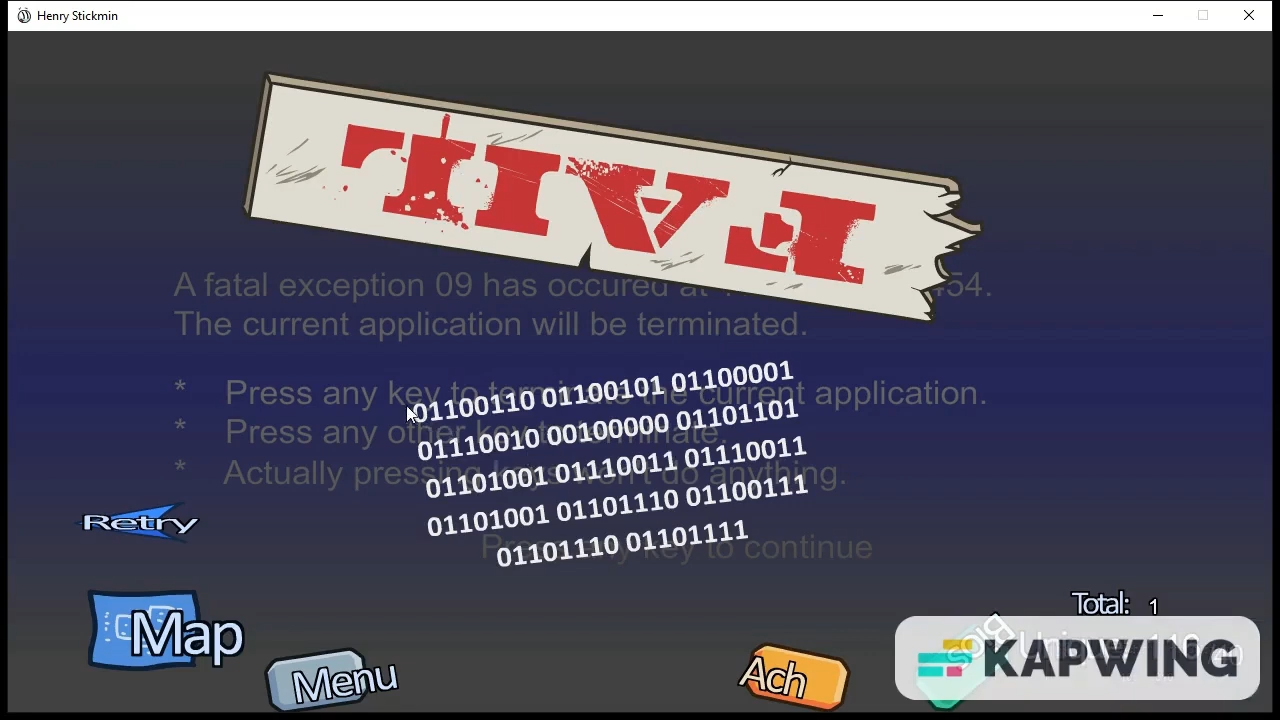 Henry Stickmin
FAIL
A fatal exception 09 has occured at
454.
The current application will be terminated.
* Press any key to terminate the current application.
* Press any other key to terminate.
* Actually pressing keys won't do anything.
Press any key to continue
01100110 01100101 01100001
01110010 00100000 01101101
01101001 01110011 01110011
01101001 01101110 01100111
01101110 01101111
Retry
Map
Menu
Ach
Total: 1
Bios
KAPWING